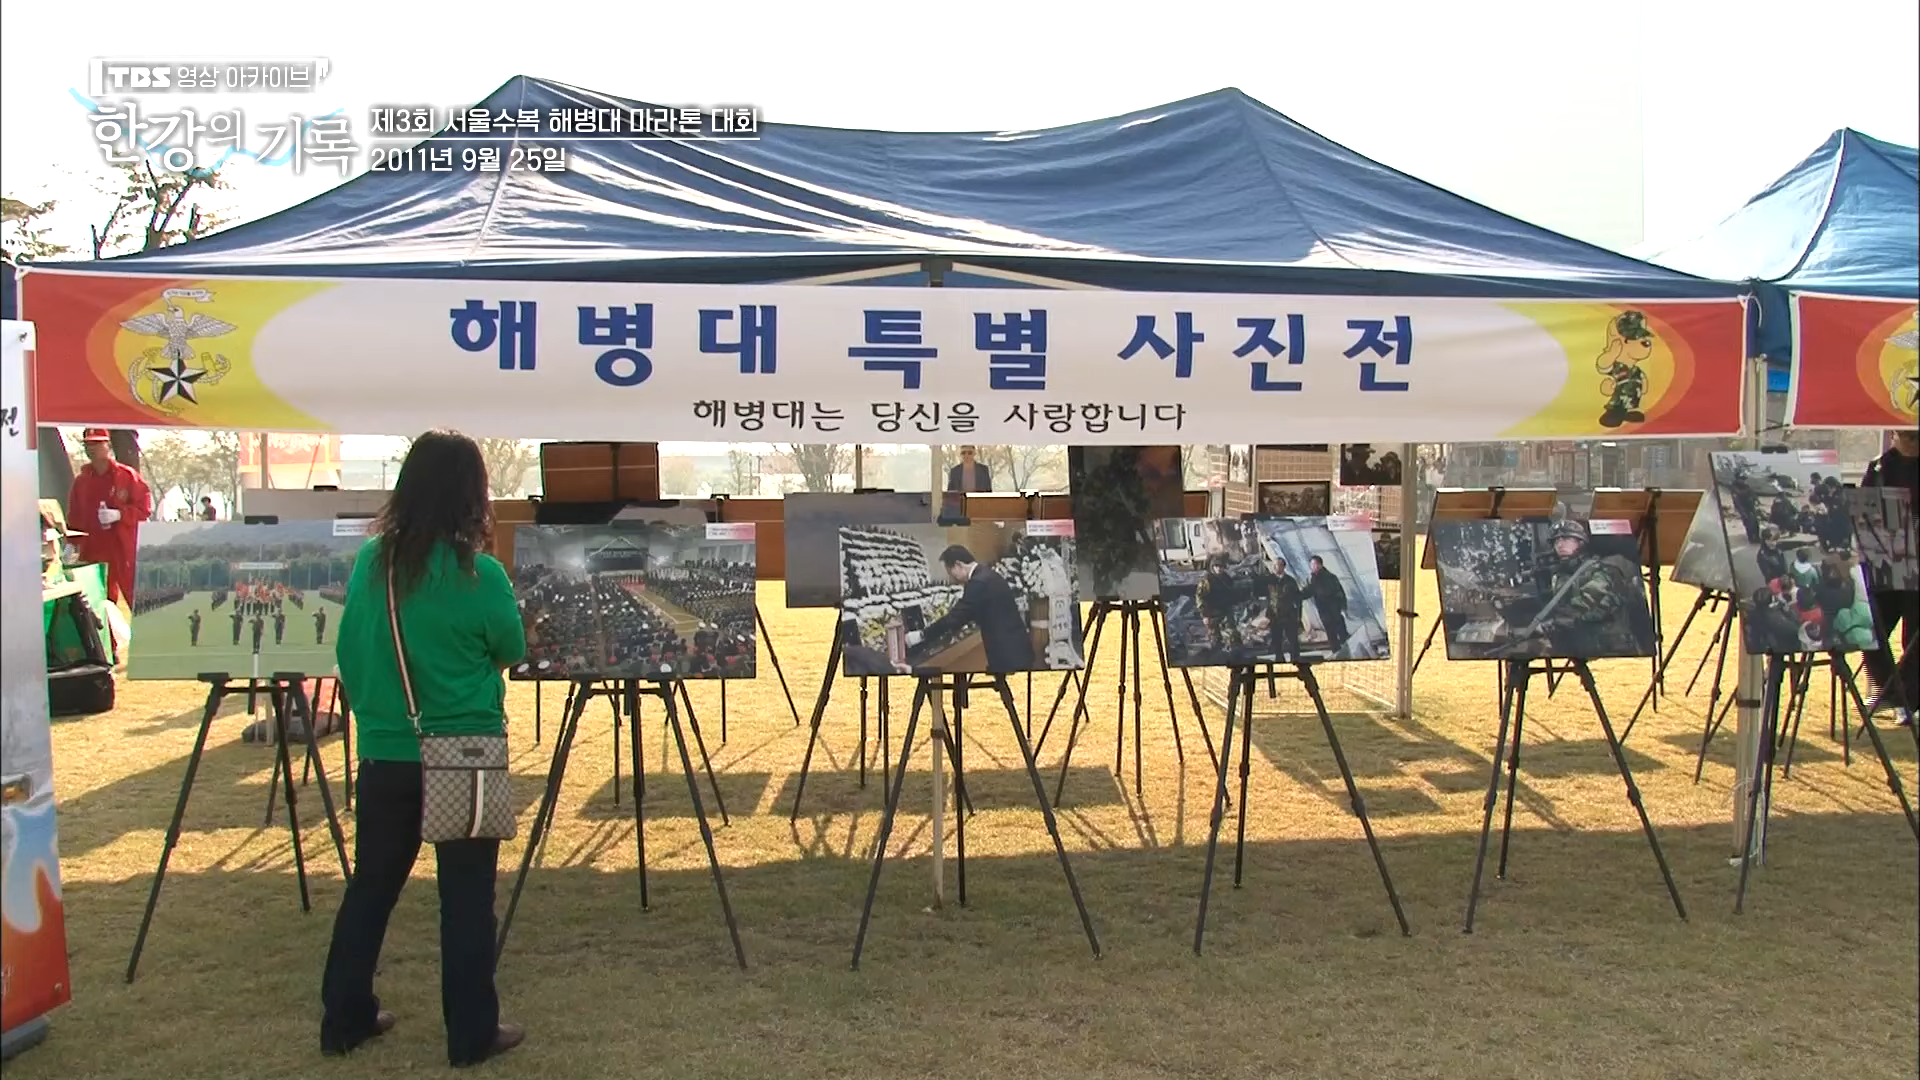 TBS 영상 아카이브
한강의 기록
제3회 서울수복 해병대 마라톤 대회
2011년 9월 25일
해병대 특별 사진전
해병대는 당신을 사랑합니다
전